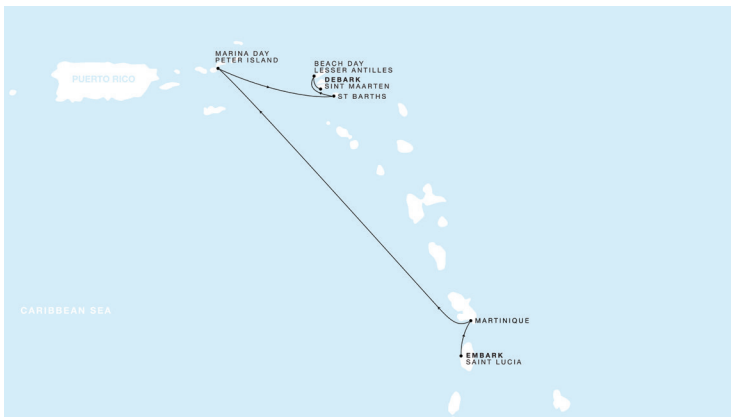 MARINA DAY
PETER ISLAND
BEACH DAY
LESSER ANTILLES
DEBARK
SINT MAARTEN
ST BARTHS
PUERTO RICO
CARIBBEAN SEA
MARTINIQUE
EMBARK
SAINT LUCIA